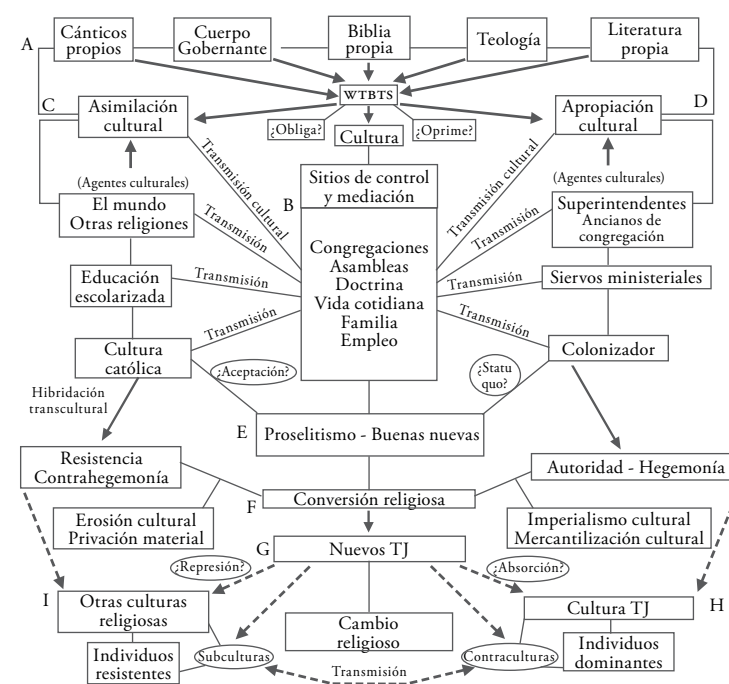 A
Cánticos
propios
Cuerpo
Gobernante
Biblia
propia
Teología
Literatura
propia
WTBTS
C
Asimilación
cultural
¿Obliga?
Cultura
¿Oprime?
Apropiación
cultural
D
(Agentes culturales)
Transmisión cultural
B
Sitios de control
y mediación
Transmisión cultural
(Agentes culturales)
El mundo
Otras religiones
Transmisión
Congregaciones
Asambleas
Doctrina
Vida cotidiana
Familia
Empleo
Transmisión
Superintendentes
Ancianos de
congregación
Educación
escolarizada
Transmisión
Transmisión
Siervos ministeriales
Cultura
católica
Transmisión
Transmisión
Colonizador
¿Aceptación?
¿Statu
quo?
Hibridación
transcultural
E
Proselitismo - Buenas nuevas
Resistencia
Contrahegemonía
Autoridad - Hegemonía
F
Conversión religiosa
Erosión cultural
Privación material
Imperialismo cultural
Mercantilización cultural
G
Nuevos TJ
¿Represión?
¿Absorción?
I
Otras culturas
religiosas
Cambio
religioso
Cultura TJ
H
Individuos
resistentes
Subculturas
Transmisión
Contraculturas
Individuos
dominantes